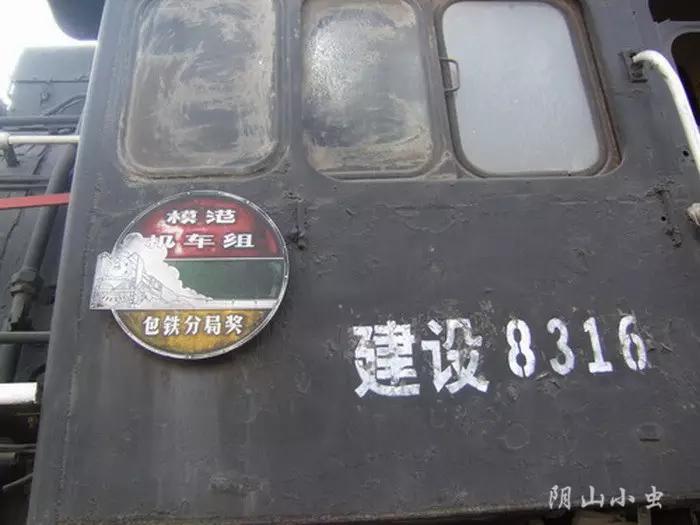 模范
机车组
包铁分局奖
建设 8316
阴山小虫